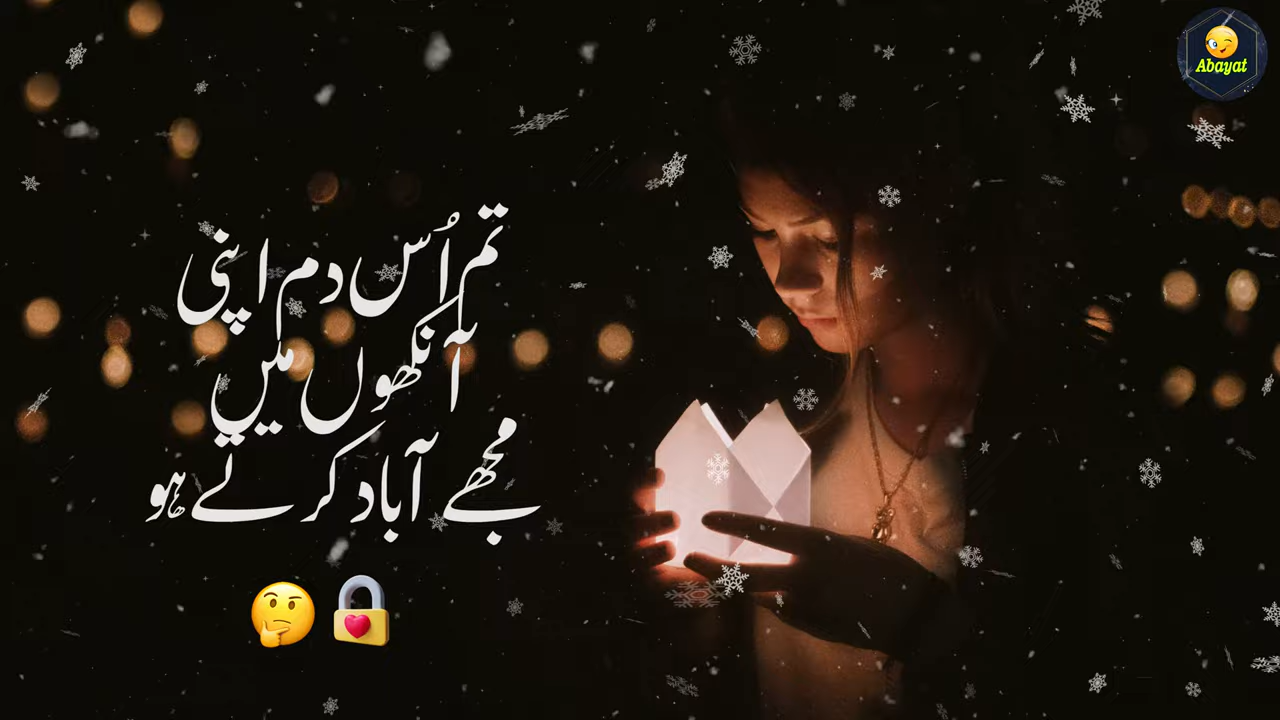 تم اُس دم اپنی
آنکھوں میں
مجھے آباد کرتے ہو
Abayat